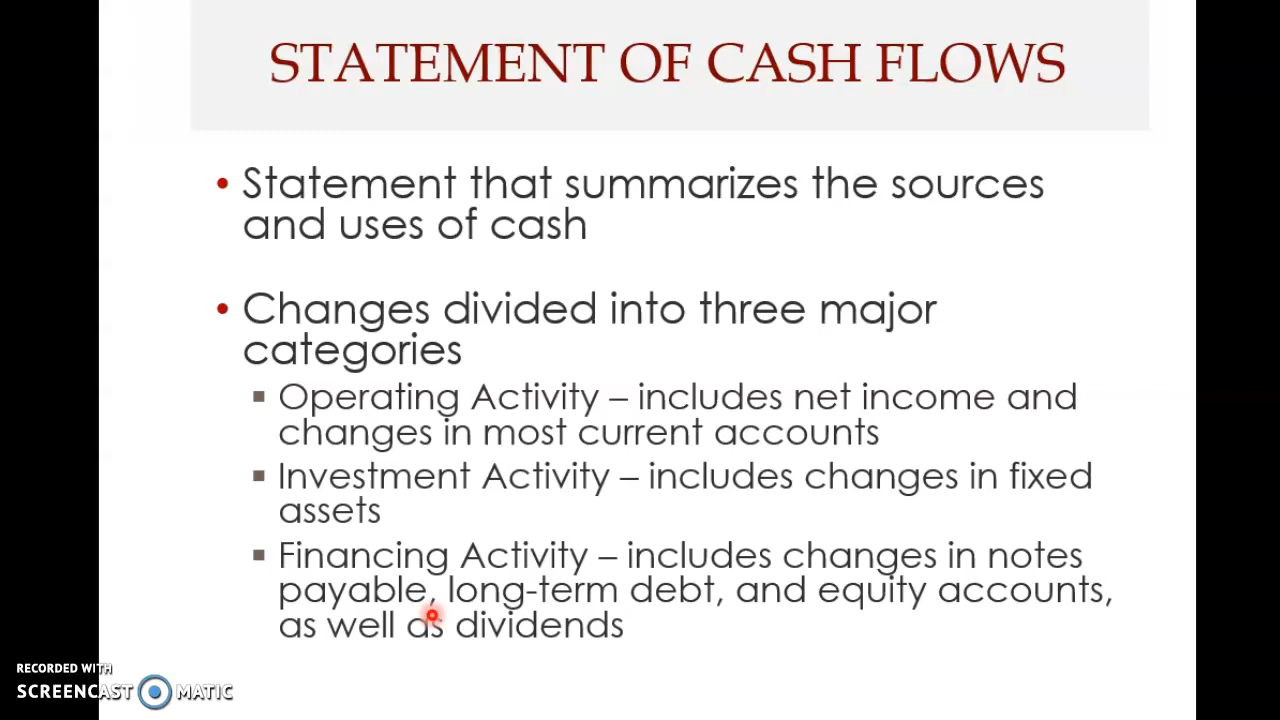 STATEMENT OF CASH FLOWS
• Statement that summarizes the sources
and uses of cash
• Changes divided into three major
categories
▪ Operating Activity – includes net income and
changes in most current accounts
▪ Investment Activity – includes changes in fixed
assets
▪ Financing Activity – includes changes in notes
payable, long-term debt, and equity accounts,
as well as dividends
RECORDED WITH
SCREENCAST MATIC